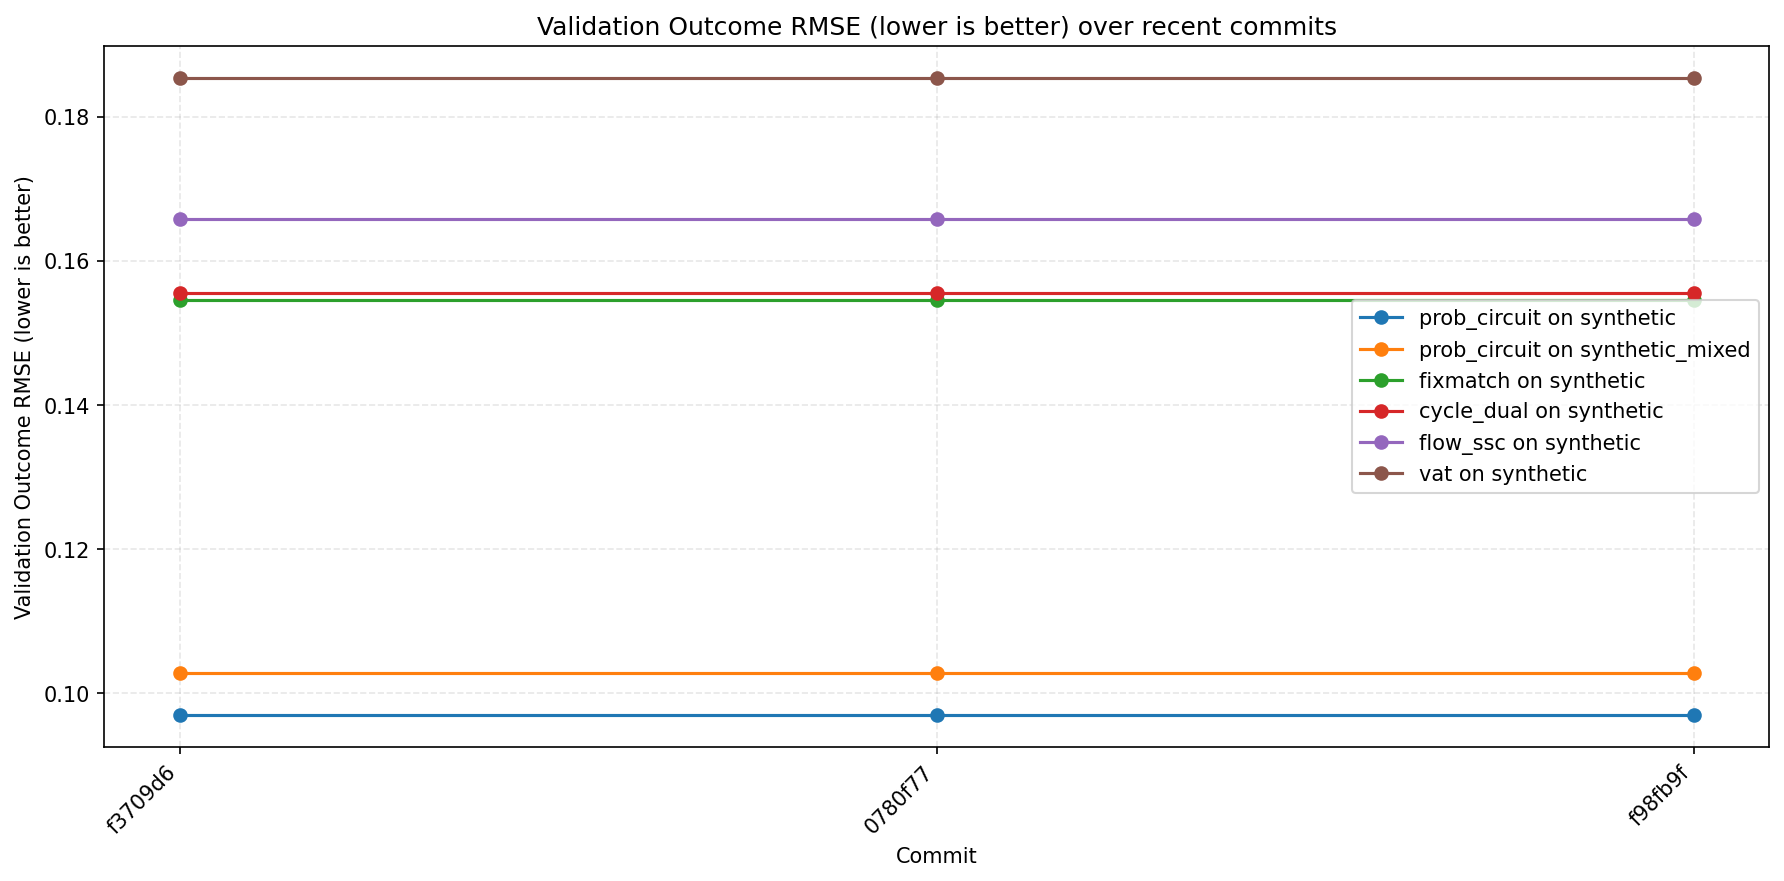 Validation Outcome RMSE (lower is better) over recent commits
Validation Outcome RMSE (lower is better)
0.18
0.16
0.14
0.12
0.10
prob_circuit on synthetic
prob_circuit on synthetic_mixed
fixmatch on synthetic
cycle_dual on synthetic
flow_ssc on synthetic
vat on synthetic
f3709d6
0780f77
f98fb9f
Commit